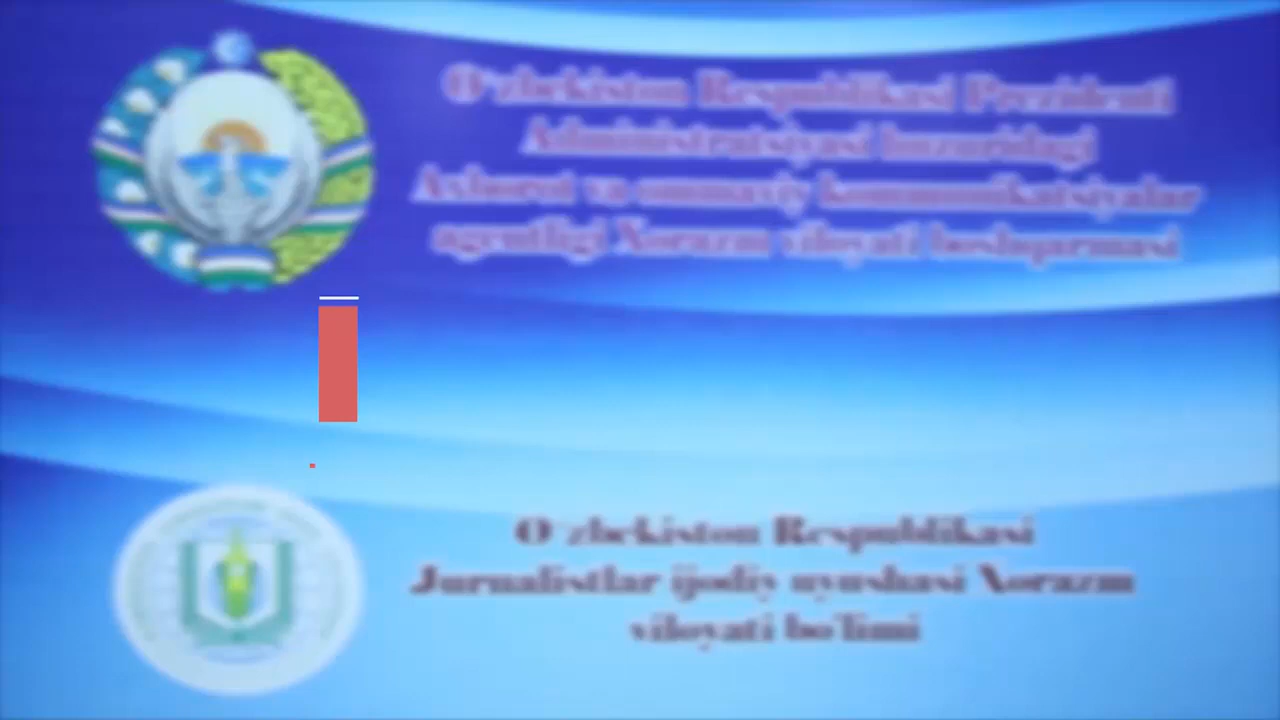 O'zbekiston Respublikasi Prezidenti
Administratsiyasi huzuridagi
Axborot va ommaviy kommunikatsiyalar
agentligi Xorazm viloyati boshqarmasi
O'zbekiston Respublikasi
Jurnalistlar ijodiy uyushasi Xorazm
viloyati bo'limi